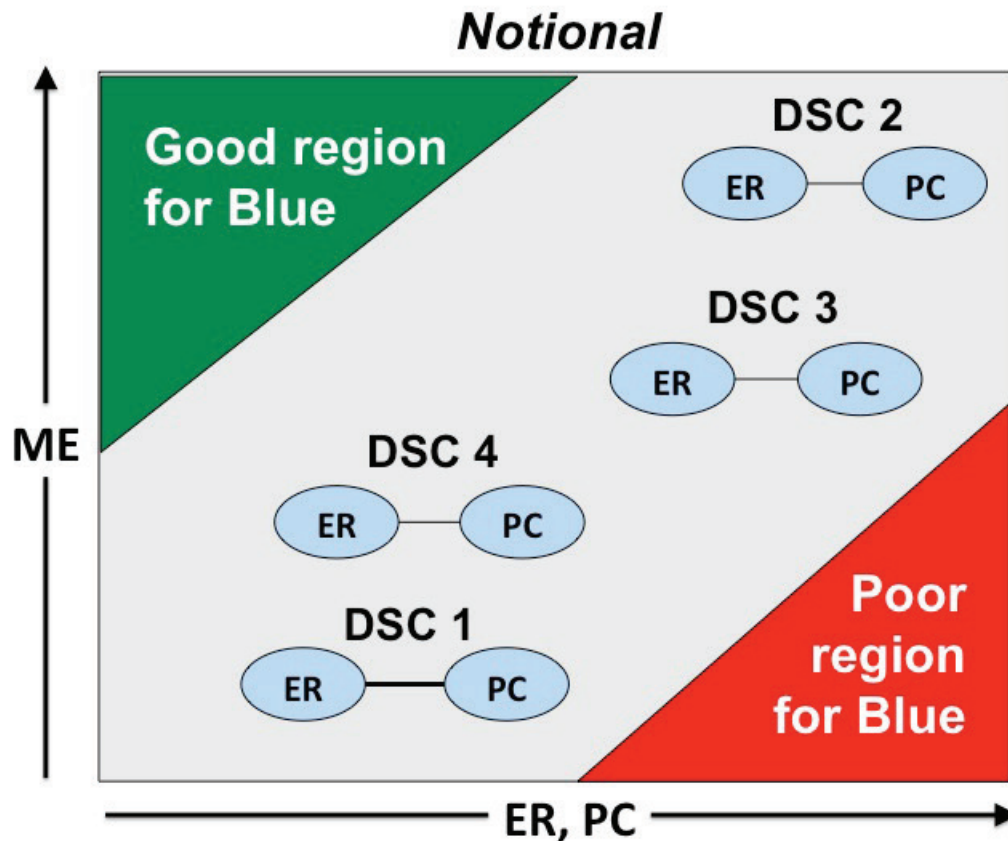 Notional
Good region
for Blue
DSC 2
ER PC
DSC 3
ER PC
ME
DSC 4
ER PC
DSC 1
ER PC
Poor
region
for Blue
ER, PC